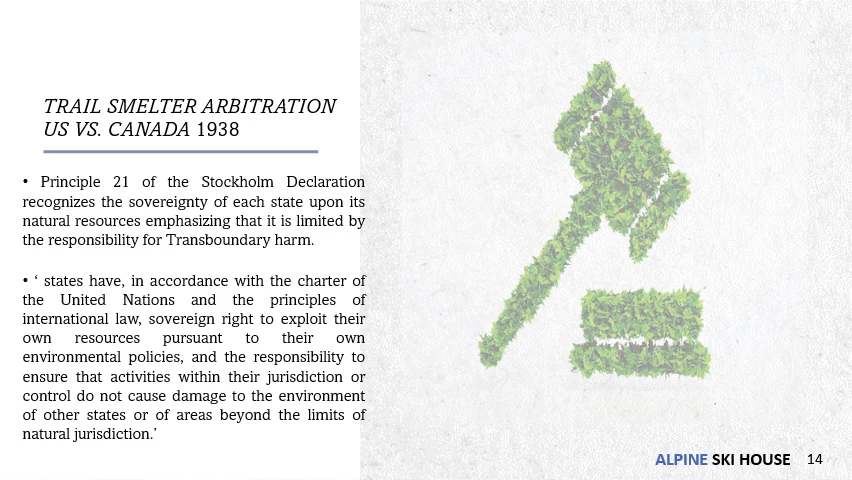 TRAIL SMELTER ARBITRATION
US VS. CANADA 1938
• Principle 21 of the Stockholm Declaration
recognizes the sovereignty of each state upon its
natural resources emphasizing that it is limited by
the responsibility for Transboundary harm.
• ‘ states have, in accordance with the charter of
the United Nations and the principles of
international law, sovereign right to exploit their
own resources pursuant to their own
environmental policies, and the responsibility to
ensure that activities within their jurisdiction or
control do not cause damage to the environment
of other states or of areas beyond the limits of
natural jurisdiction.’
ALPINE SKI HOUSE 14